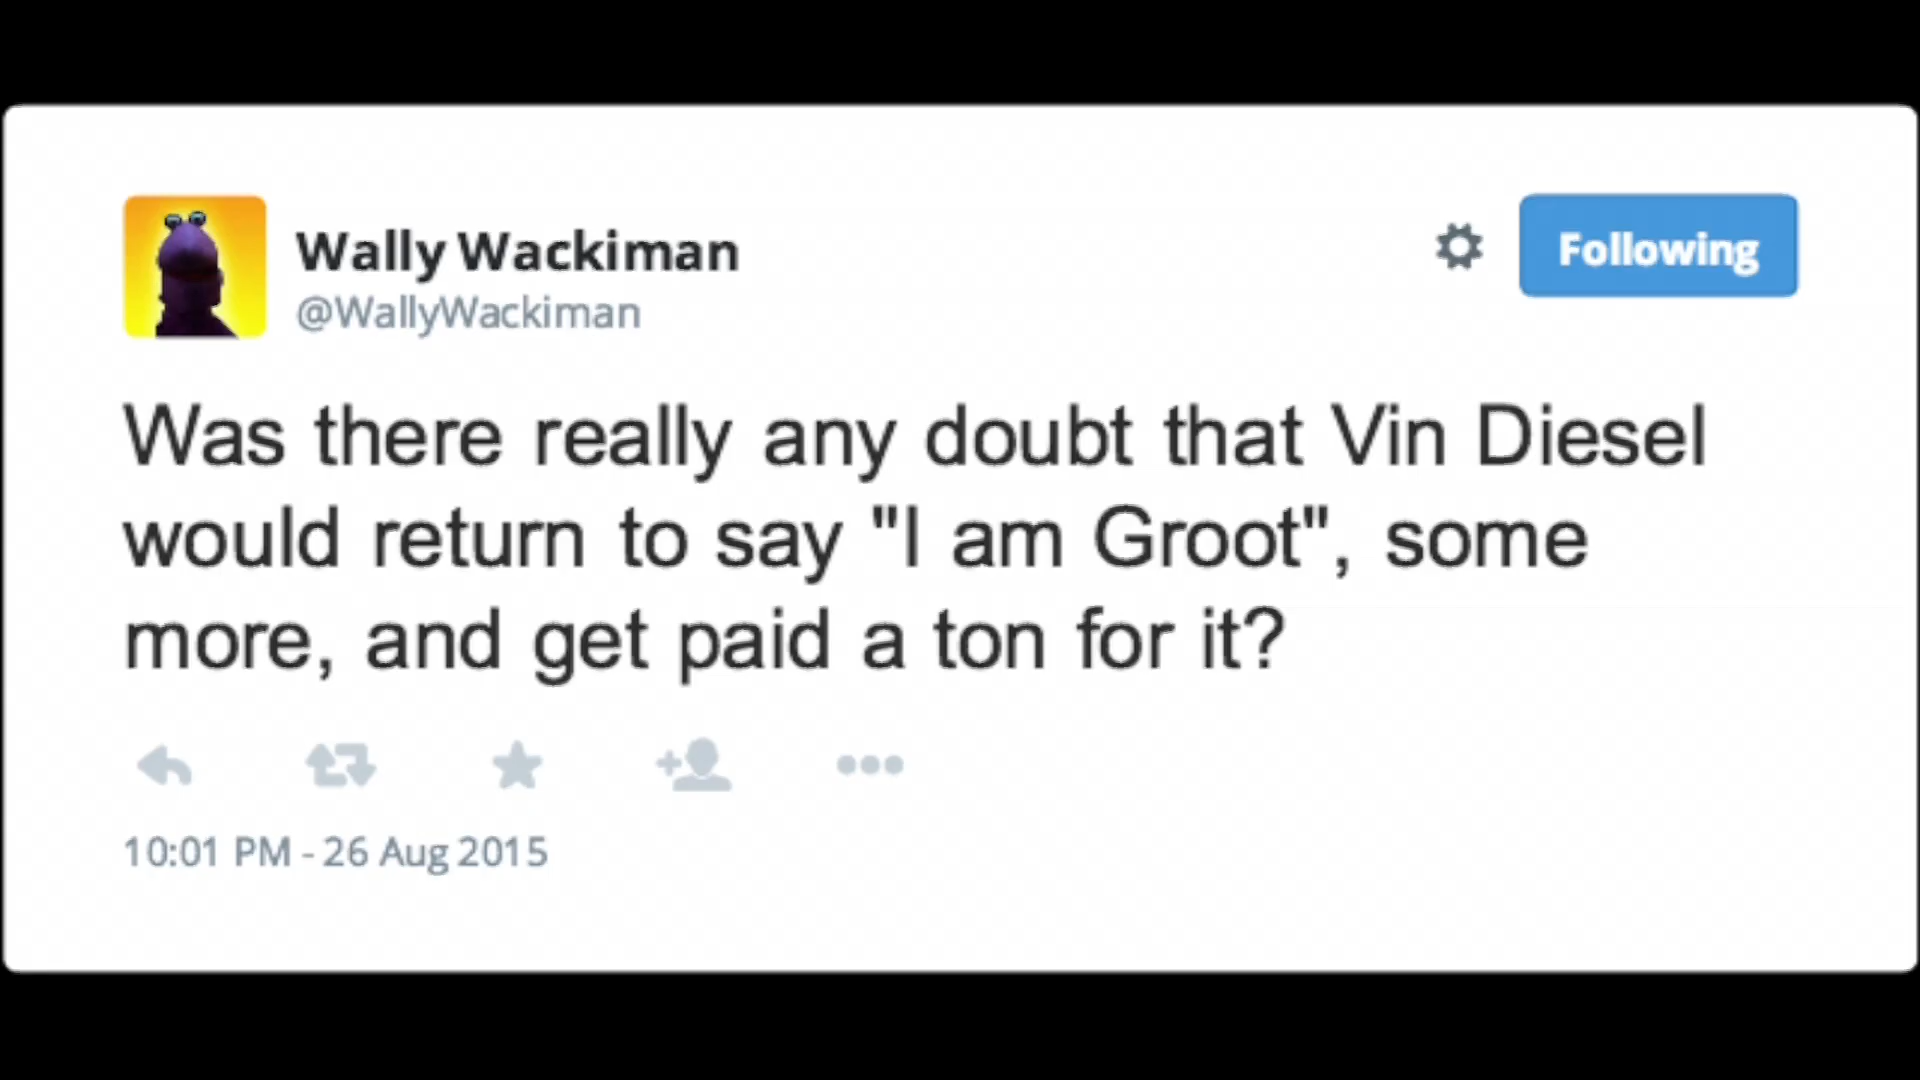 Wally Wackiman
@WallyWackiman
Following
Was there really any doubt that Vin Diesel
would return to say "I am Groot", some
more, and get paid a ton for it?
10:01 PM - 26 Aug 2015